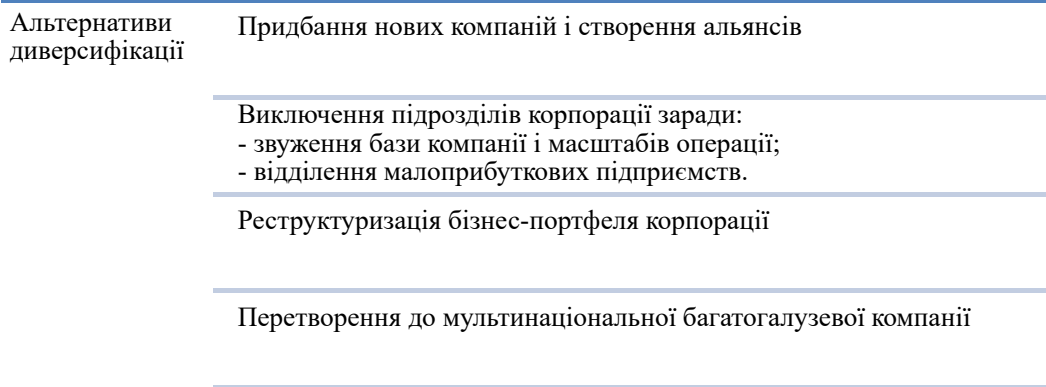 Альтернативи
диверсифікації
Придбання нових компаній і створення альянсів
Виключення підрозділів корпорації заради:
- звуження бази компанії і масштабів операції;
- відділення малоприбуткових підприємств.
Реструктуризація бізнес-портфеля корпорації
Перетворення до мультинаціональної багатогалузевої компанії